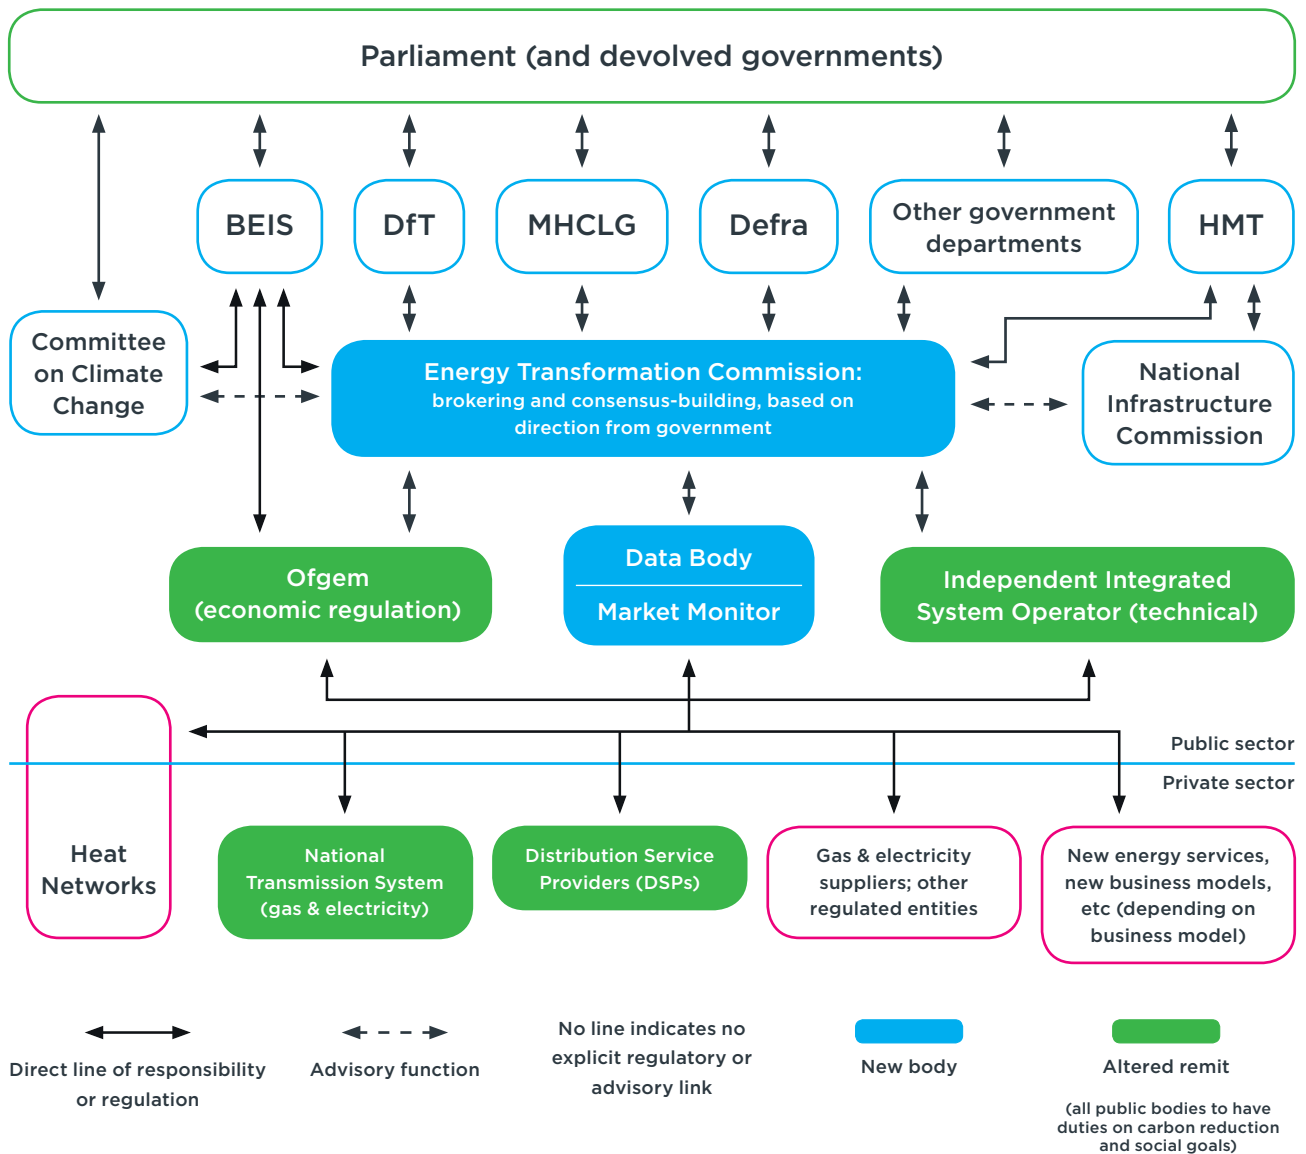 Parliament (and devolved governments)
BEIS
DfT
MHCLG
Defra
Other government
departments
HMT
Committee
on Climate
Change
Energy Transformation Commission:
brokering and consensus-building, based on
direction from government
National
Infrastructure
Commission
Ofgem
(economic regulation)
Data Body
Market Monitor
Independent Integrated
System Operator (technical)
Public sector
Private sector
Heat
Networks
National
Transmission System
(gas & electricity)
Distribution Service
Providers (DSPs)
Gas & electricity
suppliers; other
regulated entities
New energy services,
new business models,
etc (depending on
business model)
Direct line of responsibility
or regulation
Advisory function
No line indicates no
explicit regulatory or
advisory link
New body
Altered remit
(all public bodies to have
duties on carbon reduction
and social goals)